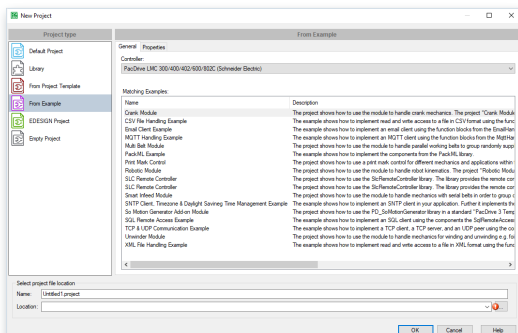 New Project
Project type
From Example
Default Project
Library
From Project Template
From Example
EDESIGN Project
Empty Project
General Properties
Controller:
PacDrive LMC 300/400/402/600/802C (Schneider Electric)
Matching Examples:
Name Description
Crank Module The project shows how to use the module to handle crank mechanics. The project "Crank Module
CSV File Handling Example The example shows how to implement read and write access to a file in CSV format using the func
Email Client Example The example shows how to implement an email client using the function blocks from the EmailHan
MQTT Handling Example The example shows how to implement an MQTT client using the function blocks from the MqttHan
Multi Belt Module The project shows how to use the module to handle parallel working belts to group randomly supp
PackML Example The example shows how to implement the components from the PackML library.
Print Mark Control The project shows how to use a print mark control for different mechanics and applications within
Robotic Module The project shows how to use the module to handle robot kinematics. The project "Robotic Modu
SLC Remote Controller The project shows how to use the SlcRemoteController library. The library provides the remote con
SLC Remote Controller The project shows how to use the SlcRemoteController library. The library provides the remote con
Smart Infeed Module The project shows how to use the module to handle mechanics with serial belts in order to group o
SNTP Client, Timezone & Daylight Savineg Time Management Example The example shows how to implement an SNTP client in your application. Further it implements the
So Motion Generator Add-on Module The project shows how to use the PD_SoMotionGenerator library in a standard "PacDrive 3 Temp
SQL Remote Access Example The example shows how to implement an SQL client using the components the SqlRemoteAccess
TCP & UDP Communication Example The example shows how to implement a TCP client, a TCP server, and an UDP peer using the co
Unwinder Module The project shows how to use the module to handle mechanics for winding and unwinding e.g. foi
XML File Handling Example The example shows how to implement read and write access to a file in XML format using the func
Select project file location
Name: Untitled1.project
Location: ...
OK Cancel Help